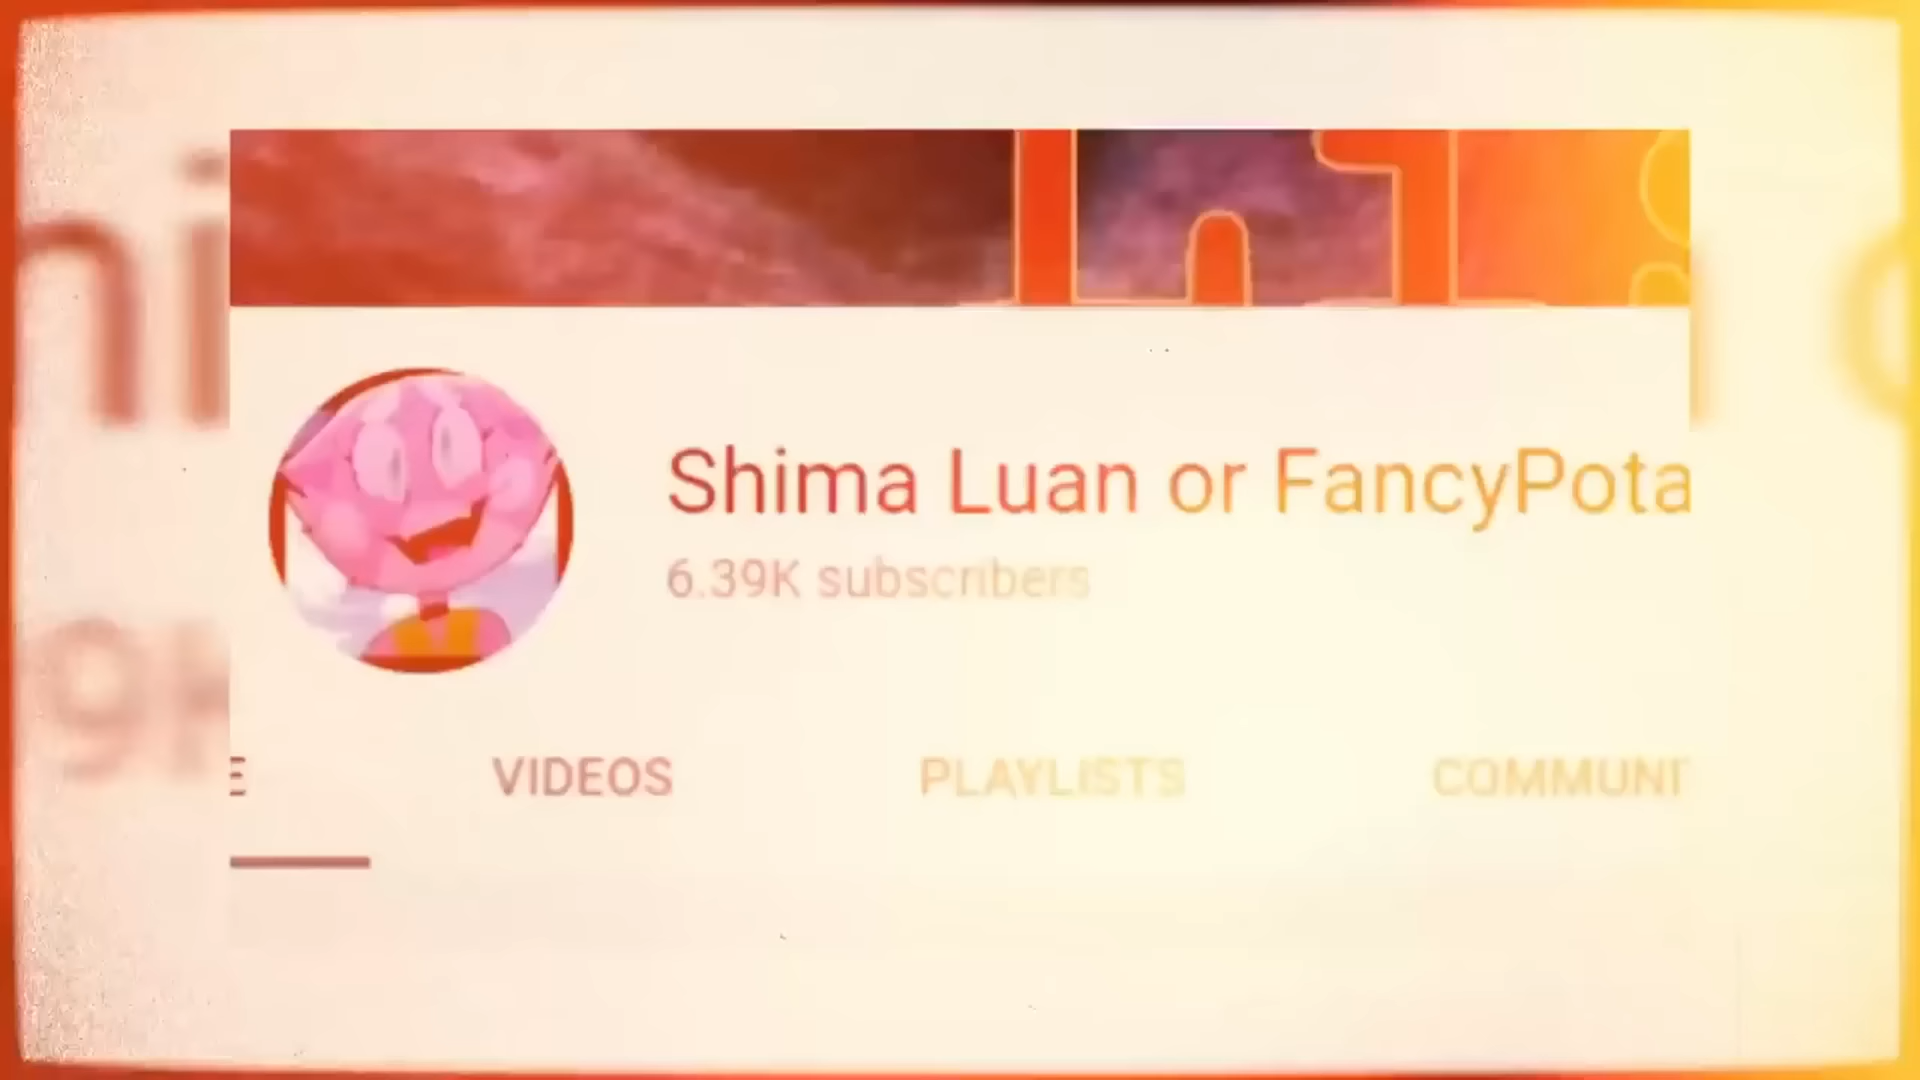 Shima Luan or FancyPota
6.39K subscribers
E VIDEOS PLAYLISTS COMMUNI